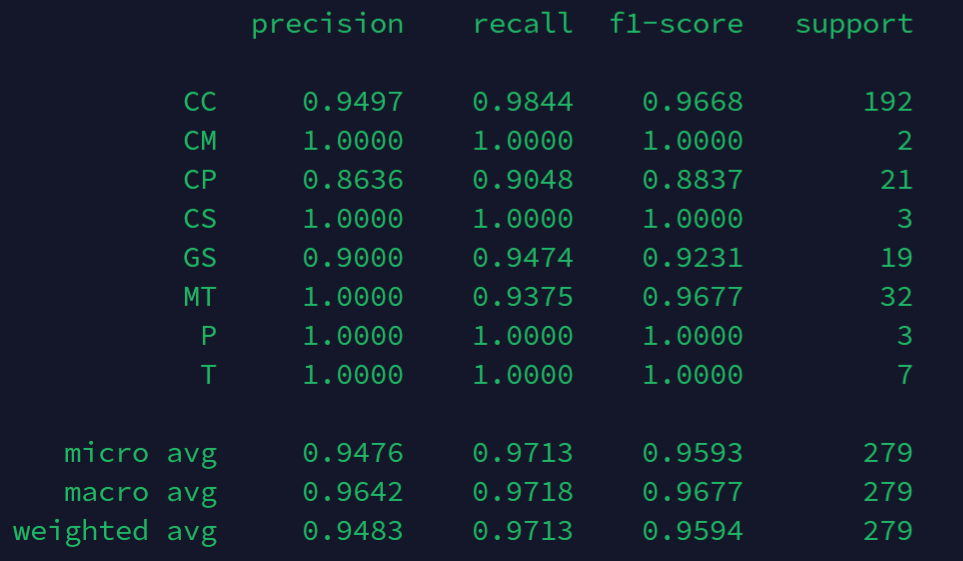 precision recall f1-score support
CC 0.9497 0.9844 0.9668 192
CM 1.0000 1.0000 1.0000 2
CP 0.8636 0.9048 0.8837 21
CS 1.0000 1.0000 1.0000 3
GS 0.9000 0.9474 0.9231 19
MT 1.0000 0.9375 0.9677 32
P 1.0000 1.0000 1.0000 3
T 1.0000 1.0000 1.0000 7
micro avg 0.9476 0.9713 0.9593 279
macro avg 0.9642 0.9718 0.9677 279
weighted avg 0.9483 0.9713 0.9594 279